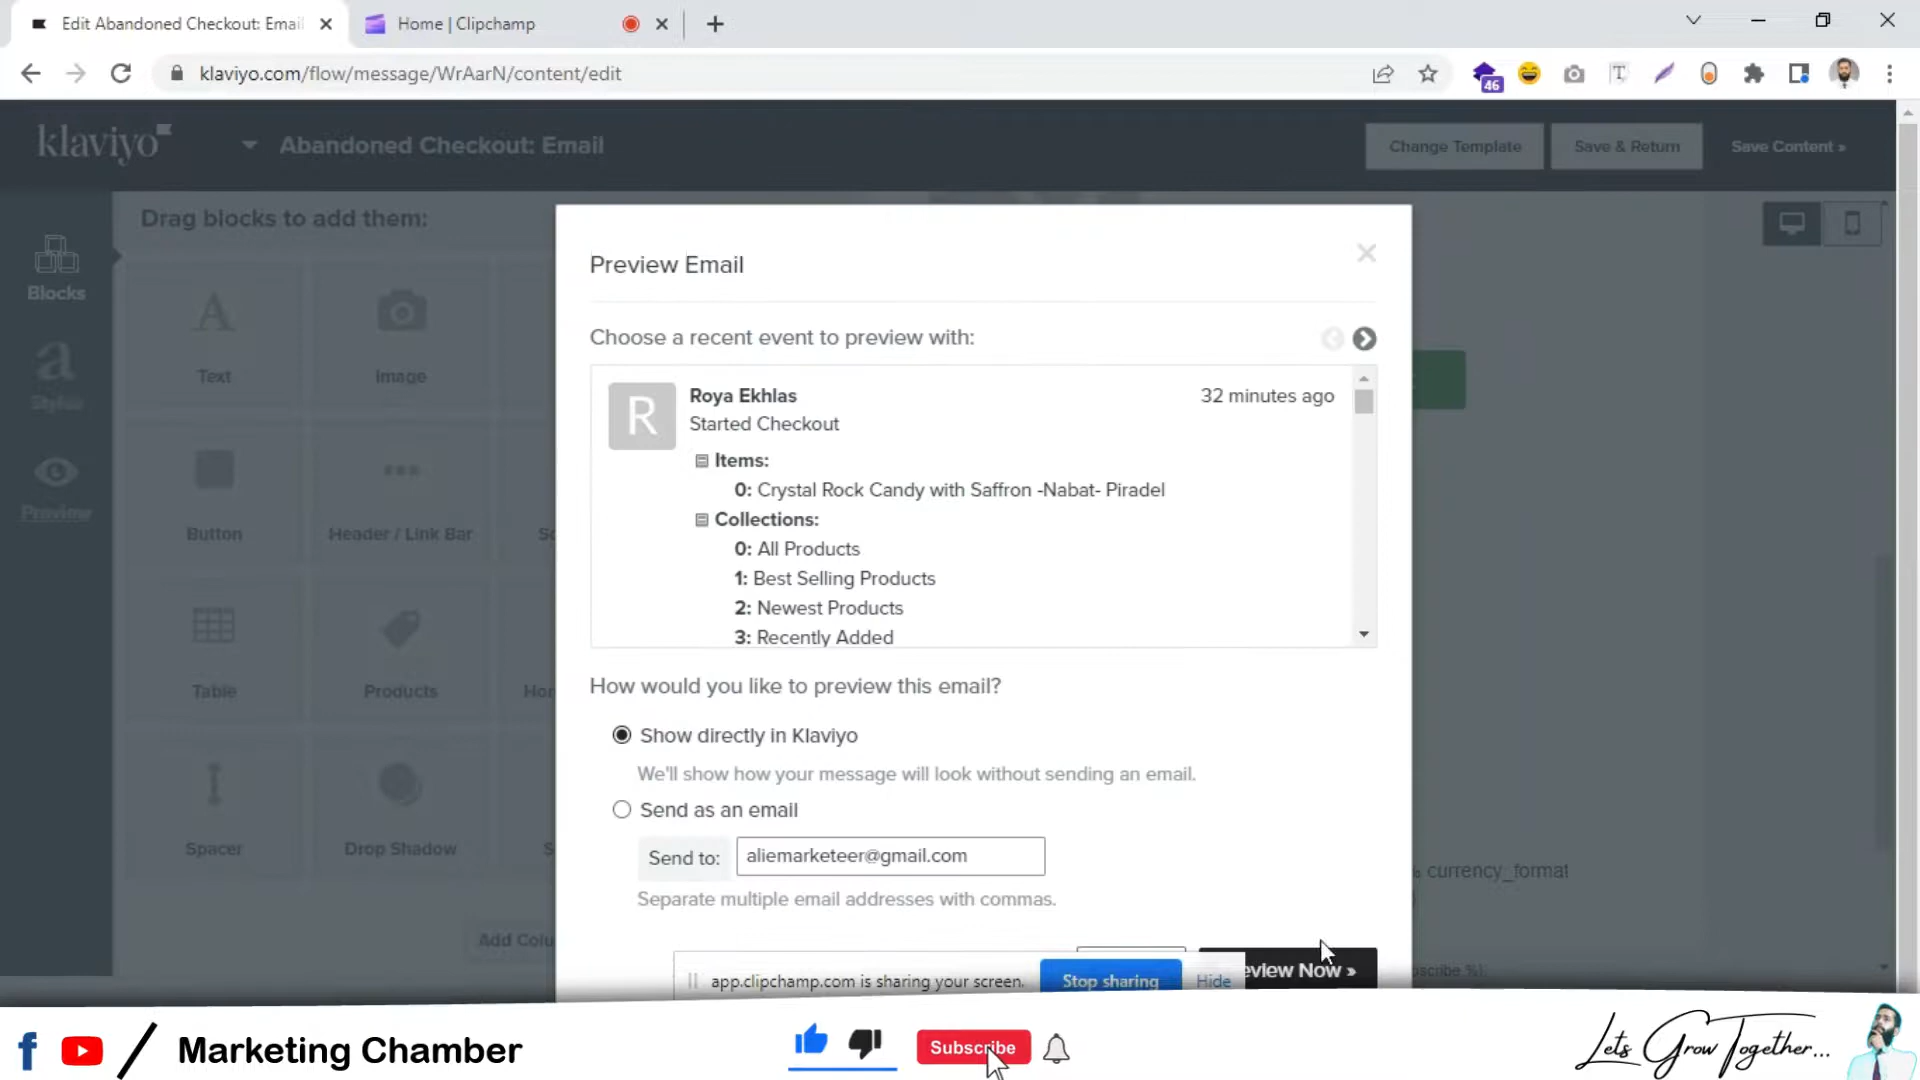 Edit Abandoned Checkout: Email
Home | Clipchamp
klaviyo.com/flow/message/WrAarN/content/edit
46
klaviyo
Abandoned Checkout: Email
Change Template
Save & Return
Save Content »
Drag blocks to add them:
Blocks
Styles
Preview
Text
Image
Button
Header / Link Bar
Table
Products
Spacer
Drop Shadow
Preview Email
Choose a recent event to preview with:
R
Roya Ekhlas
32 minutes ago
Started Checkout
Items:
0: Crystal Rock Candy with Saffron -Nabat- Piradel
Collections:
0: All Products
1: Best Selling Products
2: Newest Products
3: Recently Added
How would you like to preview this email?
Show directly in Klaviyo
We'll show how your message will look without sending an email.
Send as an email
Send to: aliemarketeer@gmail.com
Separate multiple email addresses with commas.
currency_format
app.clipchamp.com is sharing your screen.
Stop sharing
Hide
eview Now »
Marketing Chamber
Subscribe
Lets Grow Together...